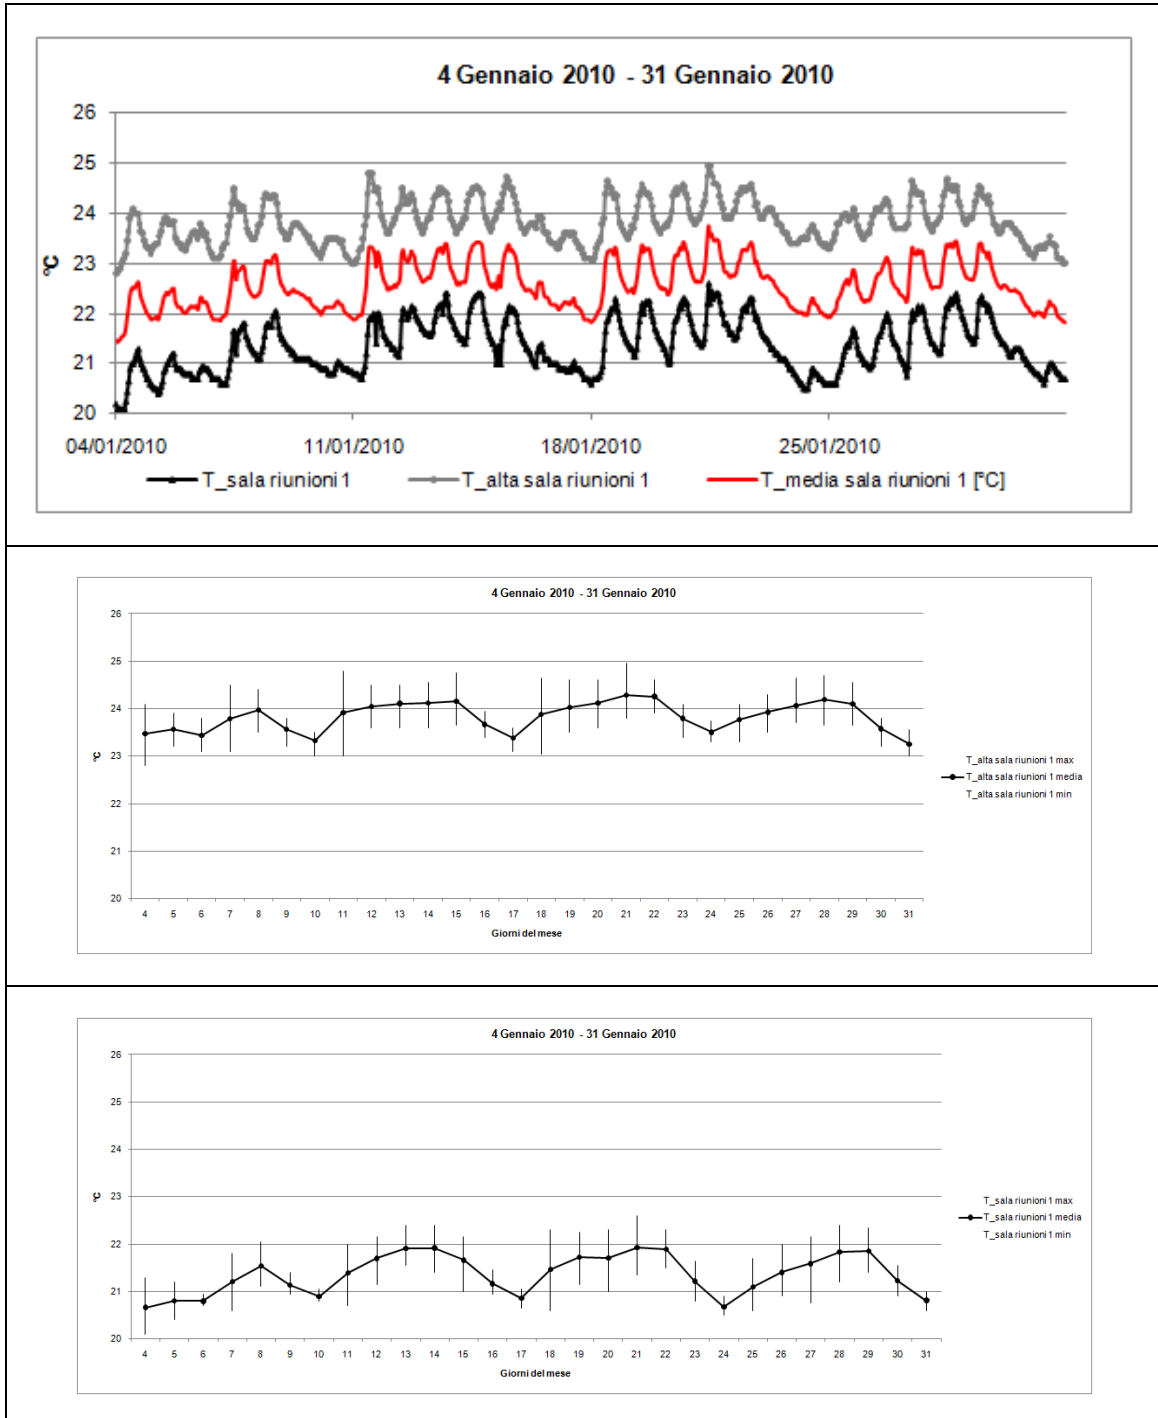 4 Gennaio 2010 - 31 Gennaio 2010
26
25
24
23
22
21
20
°C
04/01/2010 11/01/2010 18/01/2010 25/01/2010
T_sala riunioni 1 T_alta sala riunioni 1 T_media sala riunioni 1 [°C]
4 Gennaio 2010 - 31 Gennaio 2010
26
25
24
23
22
21
20
°C
4 5 6 7 8 9 10 11 12 13 14 15 16 17 18 19 20 21 22 23 24 25 26 27 28 29 30 31
Giorni del mese
T_alta sala riunioni 1 max
T_alta sala riunioni 1 media
T_alta sala riunioni 1 min
4 Gennaio 2010 - 31 Gennaio 2010
26
25
24
23
22
21
20
°C
4 5 6 7 8 9 10 11 12 13 14 15 16 17 18 19 20 21 22 23 24 25 26 27 28 29 30 31
Giorni del mese
T_sala riunioni 1 max
T_sala riunioni 1 media
T_sala riunioni 1 min